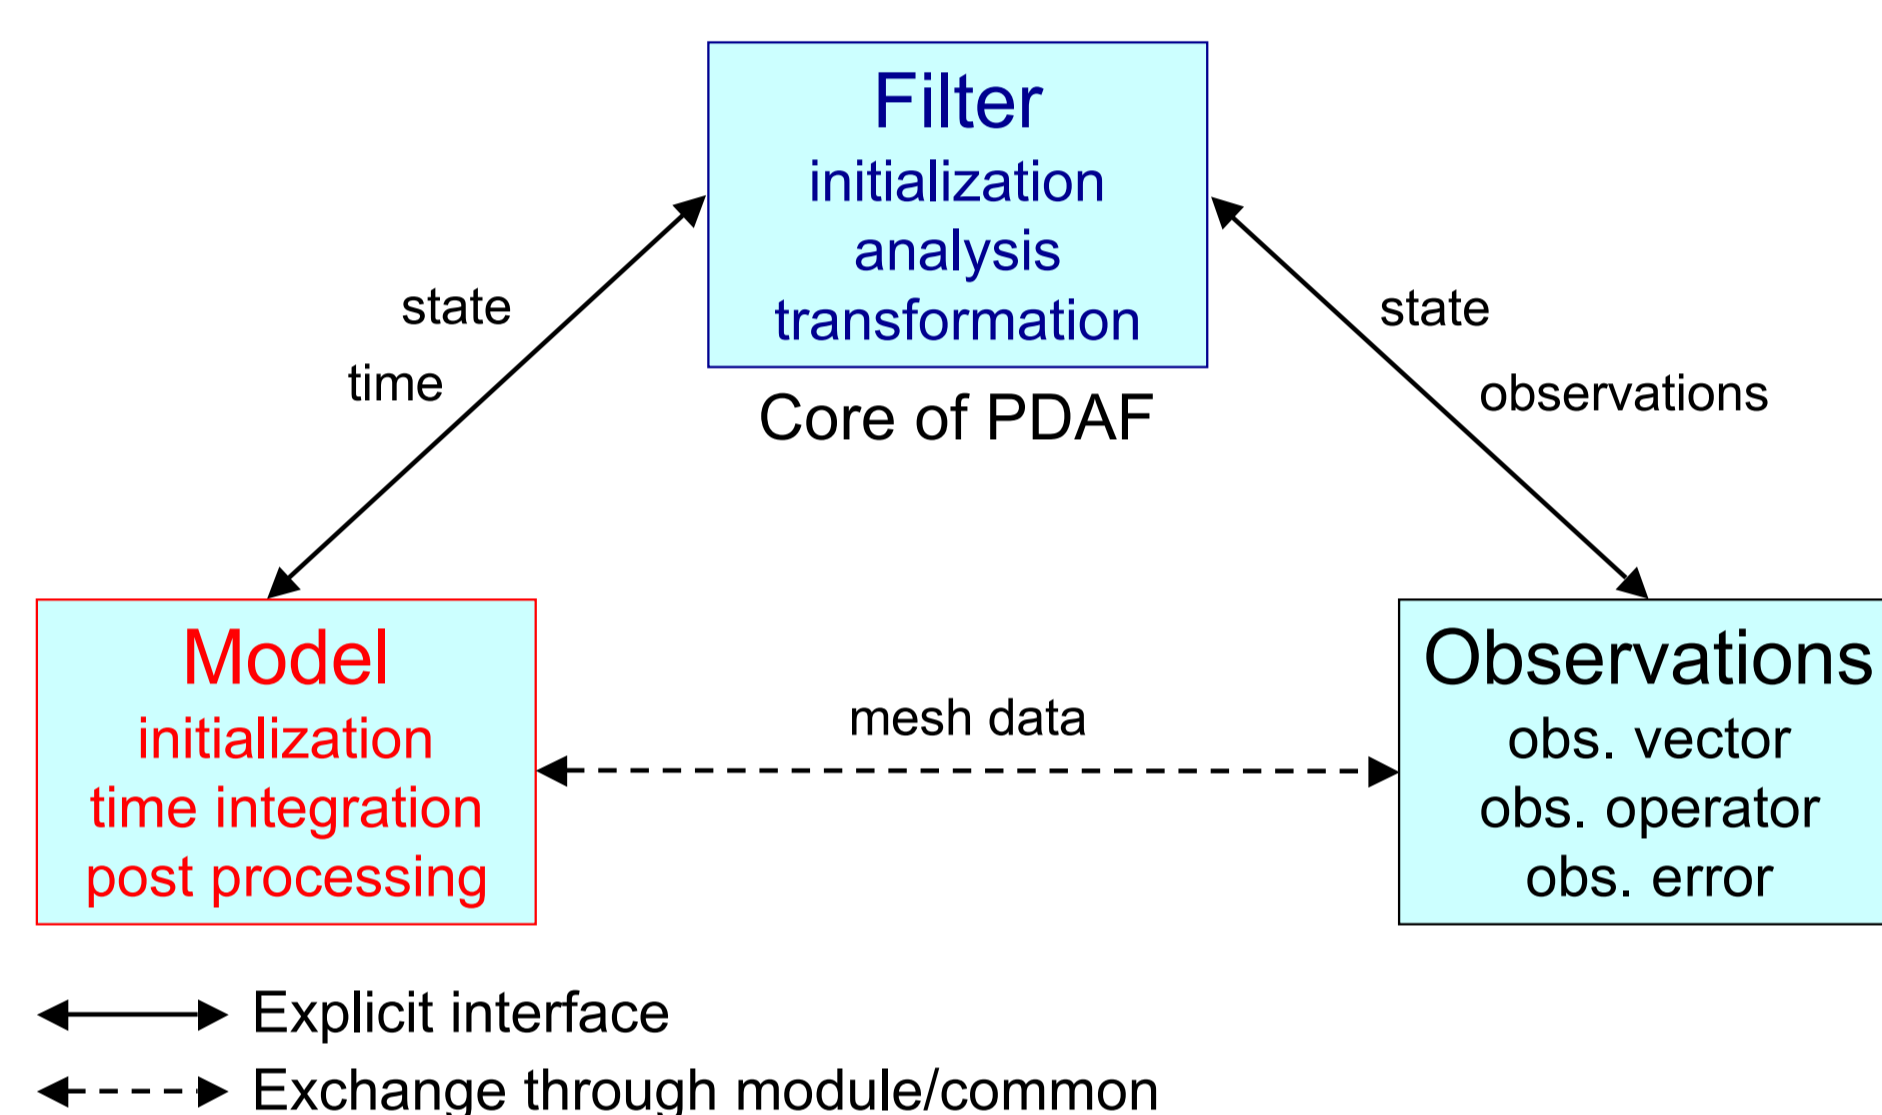 Filter
initialization
analysis
transformation
Core of PDAF
state
time
state
observations
Model
initialization
time integration
post processing
mesh data
Observations
obs. vector
obs. operator
obs. error
Explicit interface
Exchange through module/common